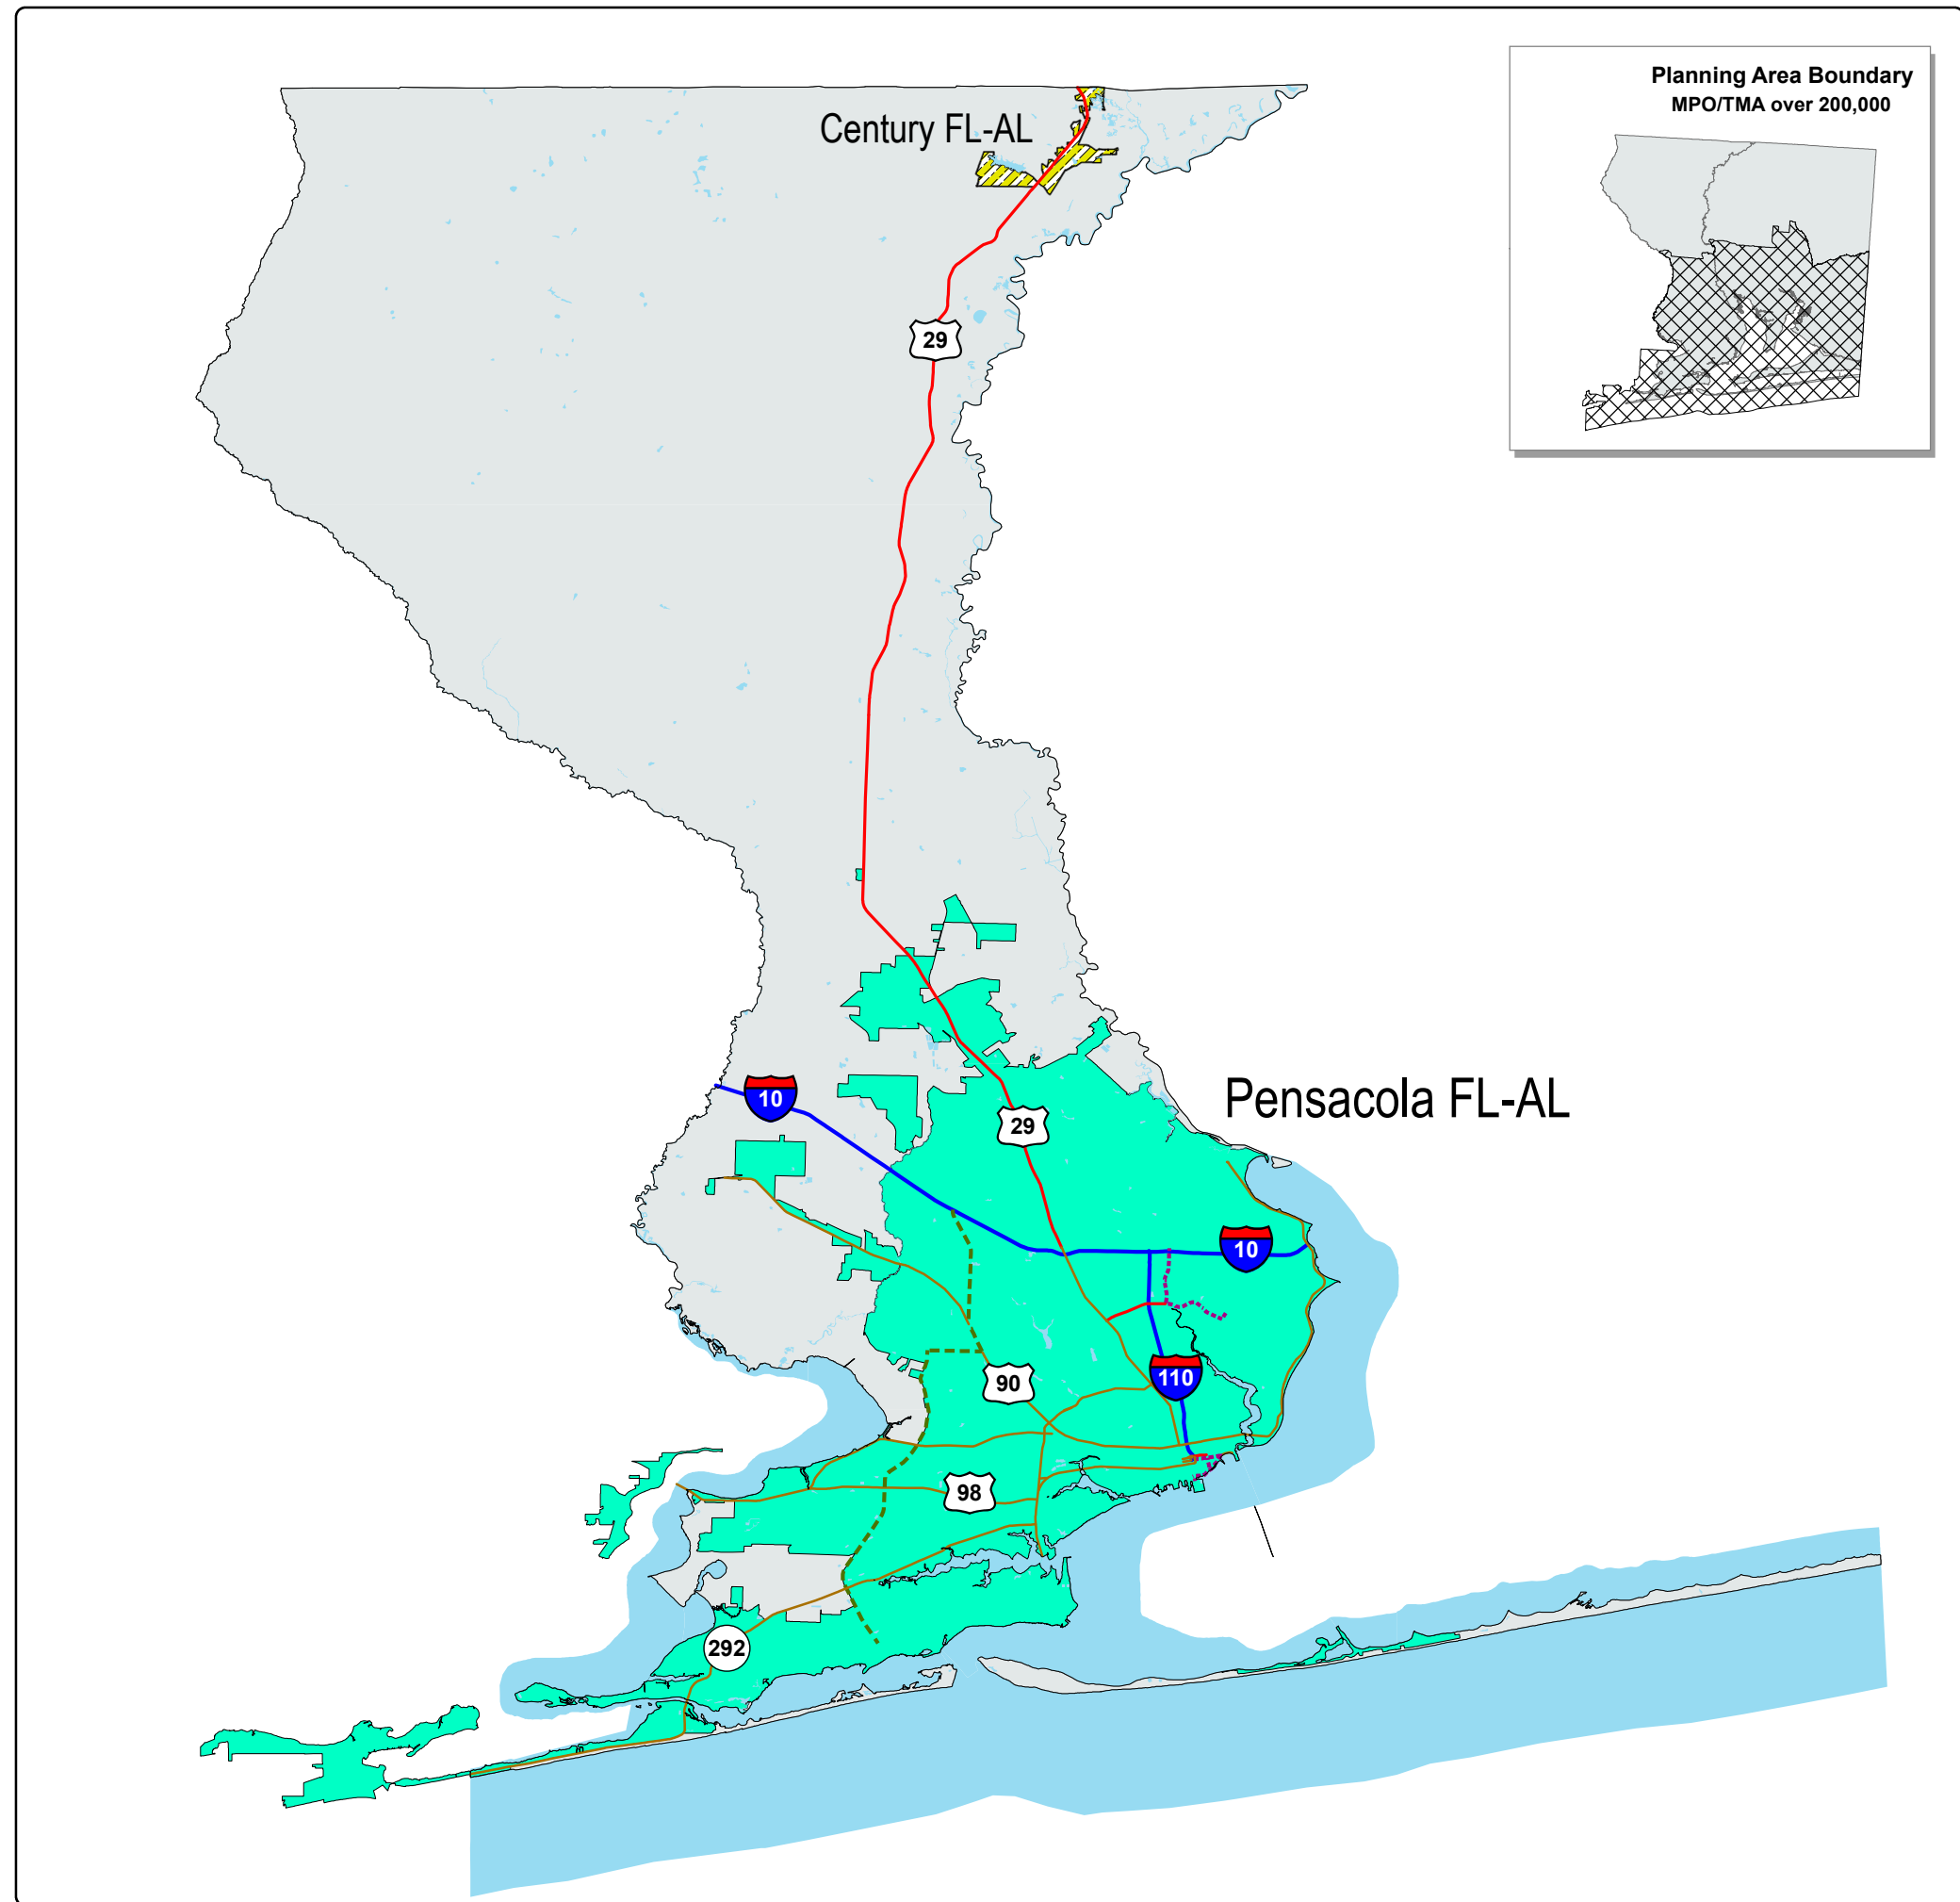 Planning Area Boundary
MPO/TMA over 200,000
Century FL-AL
29
Pensacola FL-AL
10
29
10
110
90
98
292